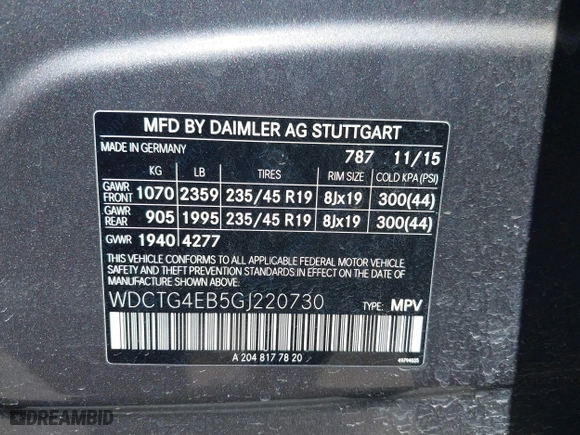 MFD BY DAIMLER AG STUTTGART
MADE IN GERMANY 787 11/15
KG LB TIRES RIM SIZE COLD KPA (PSI)
GAWR FRONT 1070 2359 235/45 R19 8Jx19 300(44)
GAWR REAR 905 1995 235/45 R19 8Jx19 300(44)
GVWR 1940 4277
THIS VEHICLE CONFORMS TO ALL APPLICABLE FEDERAL MOTOR VEHICLE
SAFETY, BUMPER, AND THEFT PREVENTION STANDARDS IN EFFECT ON
THE DATE OF MANUFACTURE SHOWN ABOVE.
WDCTG4EB5GJ220730 TYPE: MPV
A 204 817 78 20
DREAMBID